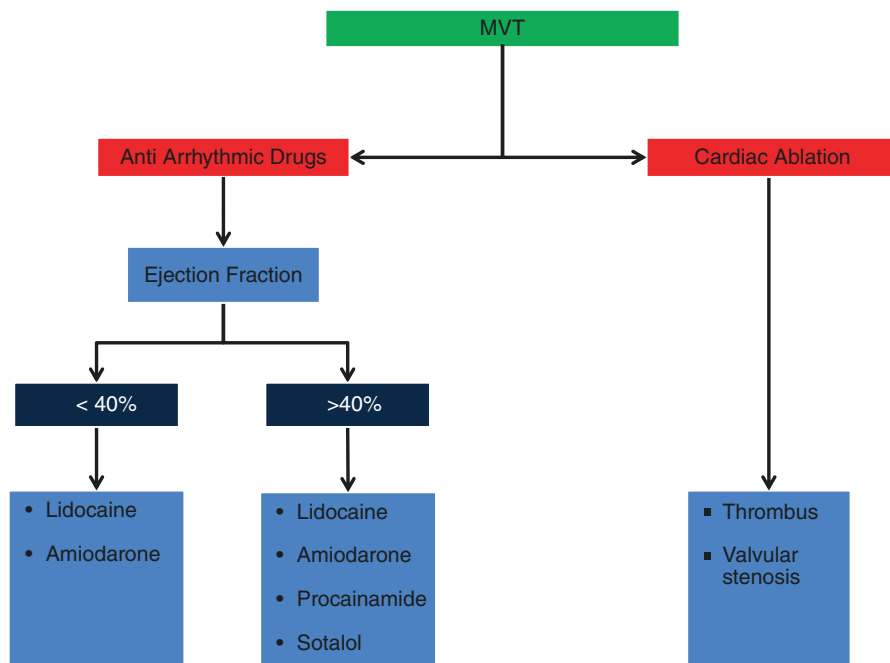 MVT
Anti Arrhythmic Drugs
Cardiac Ablation
Ejection Fraction
< 40%
>40%
• Lidocaine
• Amiodarone
• Lidocaine
• Amiodarone
• Procainamide
• Sotalol
▪ Thrombus
▪ Valvular
stenosis